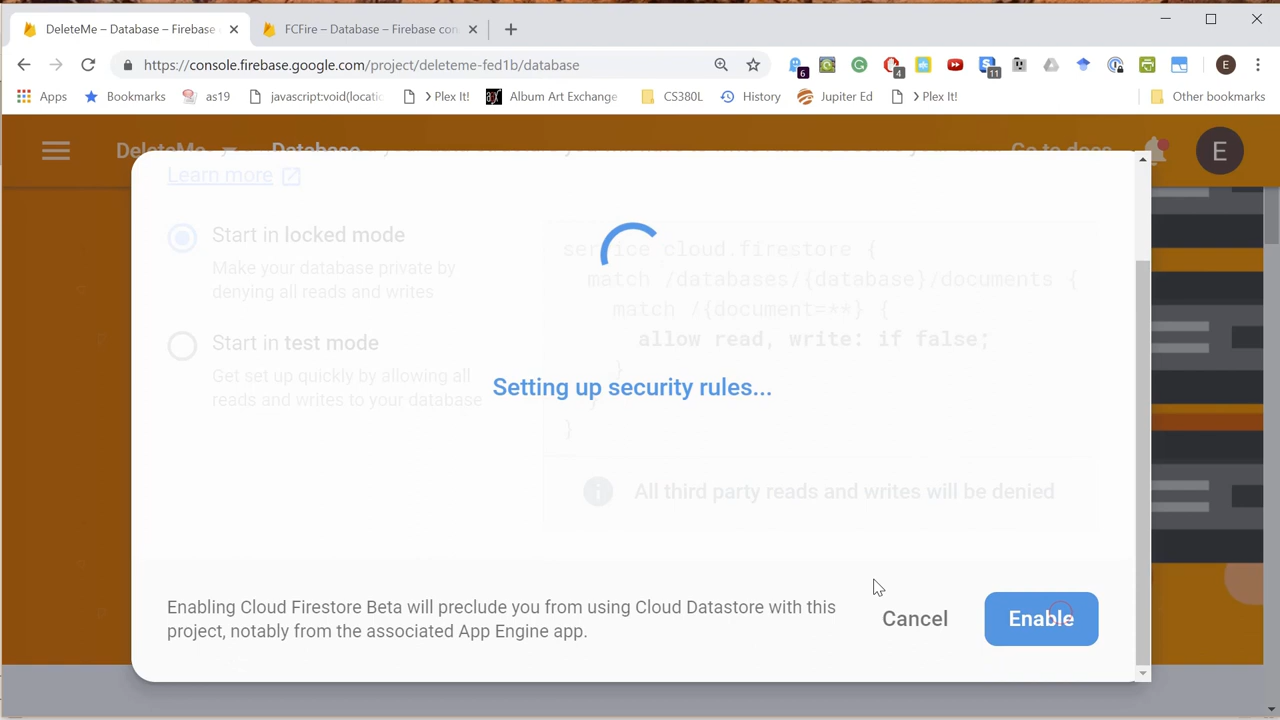 DeleteMe – Database – Firebase
FCFire – Database – Firebase con
https://console.firebase.google.com/project/deleteme-fed1b/database
6
4
11
E
Apps
Bookmarks
as19
javascript:void(locatio
> Plex It!
Album Art Exchange
CS380L
History
Jupiter Ed
> Plex It!
Other bookmarks
DeleteMe
Database
Go to docs
E
Learn more
Start in locked mode
Make your database private by
denying all reads and writes
Start in test mode
Get set up quickly by allowing all
reads and writes to your database
service cloud.firestore {
match /databases/{database}/documents {
match /{document=**} {
allow read, write: if false;
}
}
}
Setting up security rules...
All third party reads and writes will be denied
Enabling Cloud Firestore Beta will preclude you from using Cloud Datastore with this
project, notably from the associated App Engine app.
Cancel
Enable